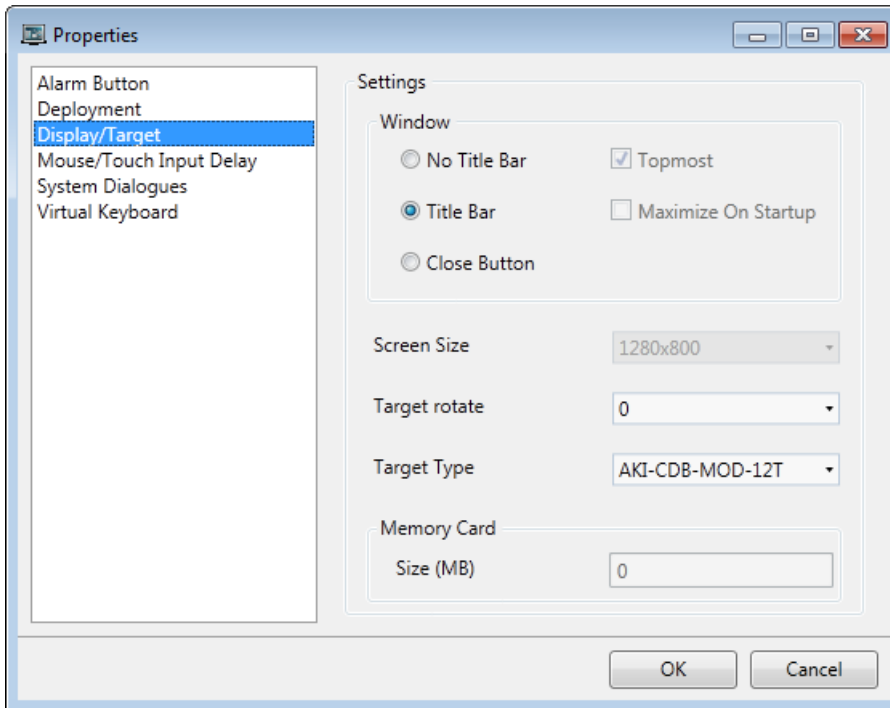 Properties
Alarm Button
Deployment
Display/Target
Mouse/Touch Input Delay
System Dialogues
Virtual Keyboard
Settings
Window
No Title Bar
Topmost
Title Bar
Maximize On Startup
Close Button
Screen Size
1280x800
Target rotate
0
Target Type
AKI-CDB-MOD-12T
Memory Card
Size (MB)
0
OK
Cancel